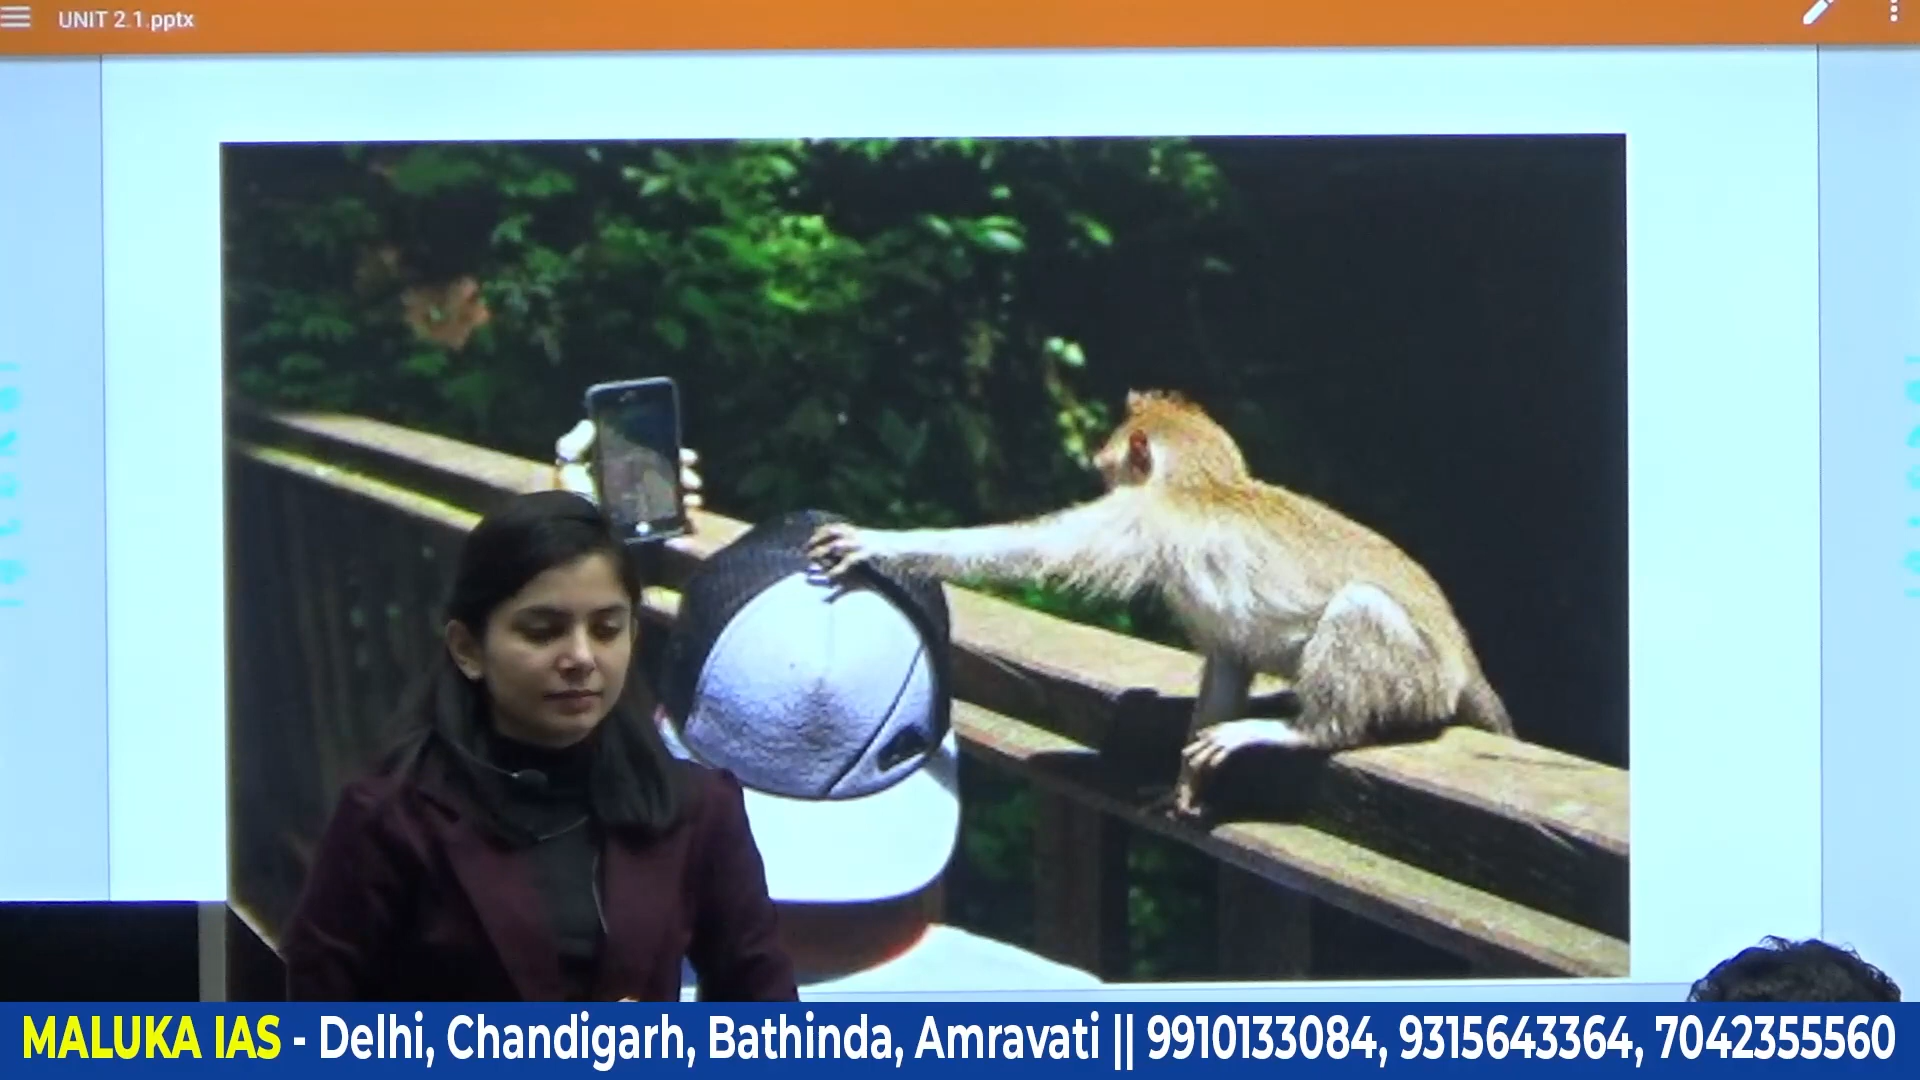 UNIT 2.1.pptx
MALUKA IAS - Delhi, Chandigarh, Bathinda, Amravati || 9910133084, 9315643364, 7042355560